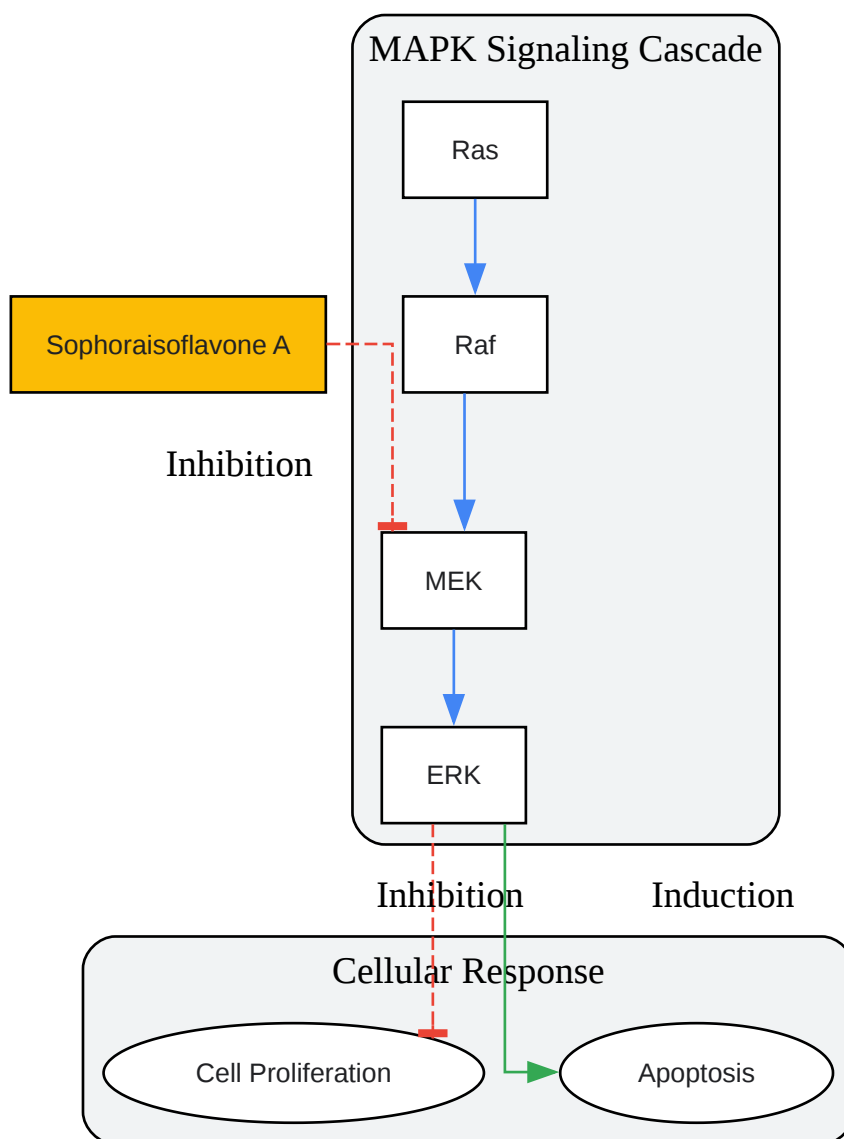 MAPK Signaling Cascade
Ras
Sophoraisoflavone A
Raf
Inhibition
MEK
ERK
Inhibition
Induction
Cellular Response
Cell Proliferation
Apoptosis